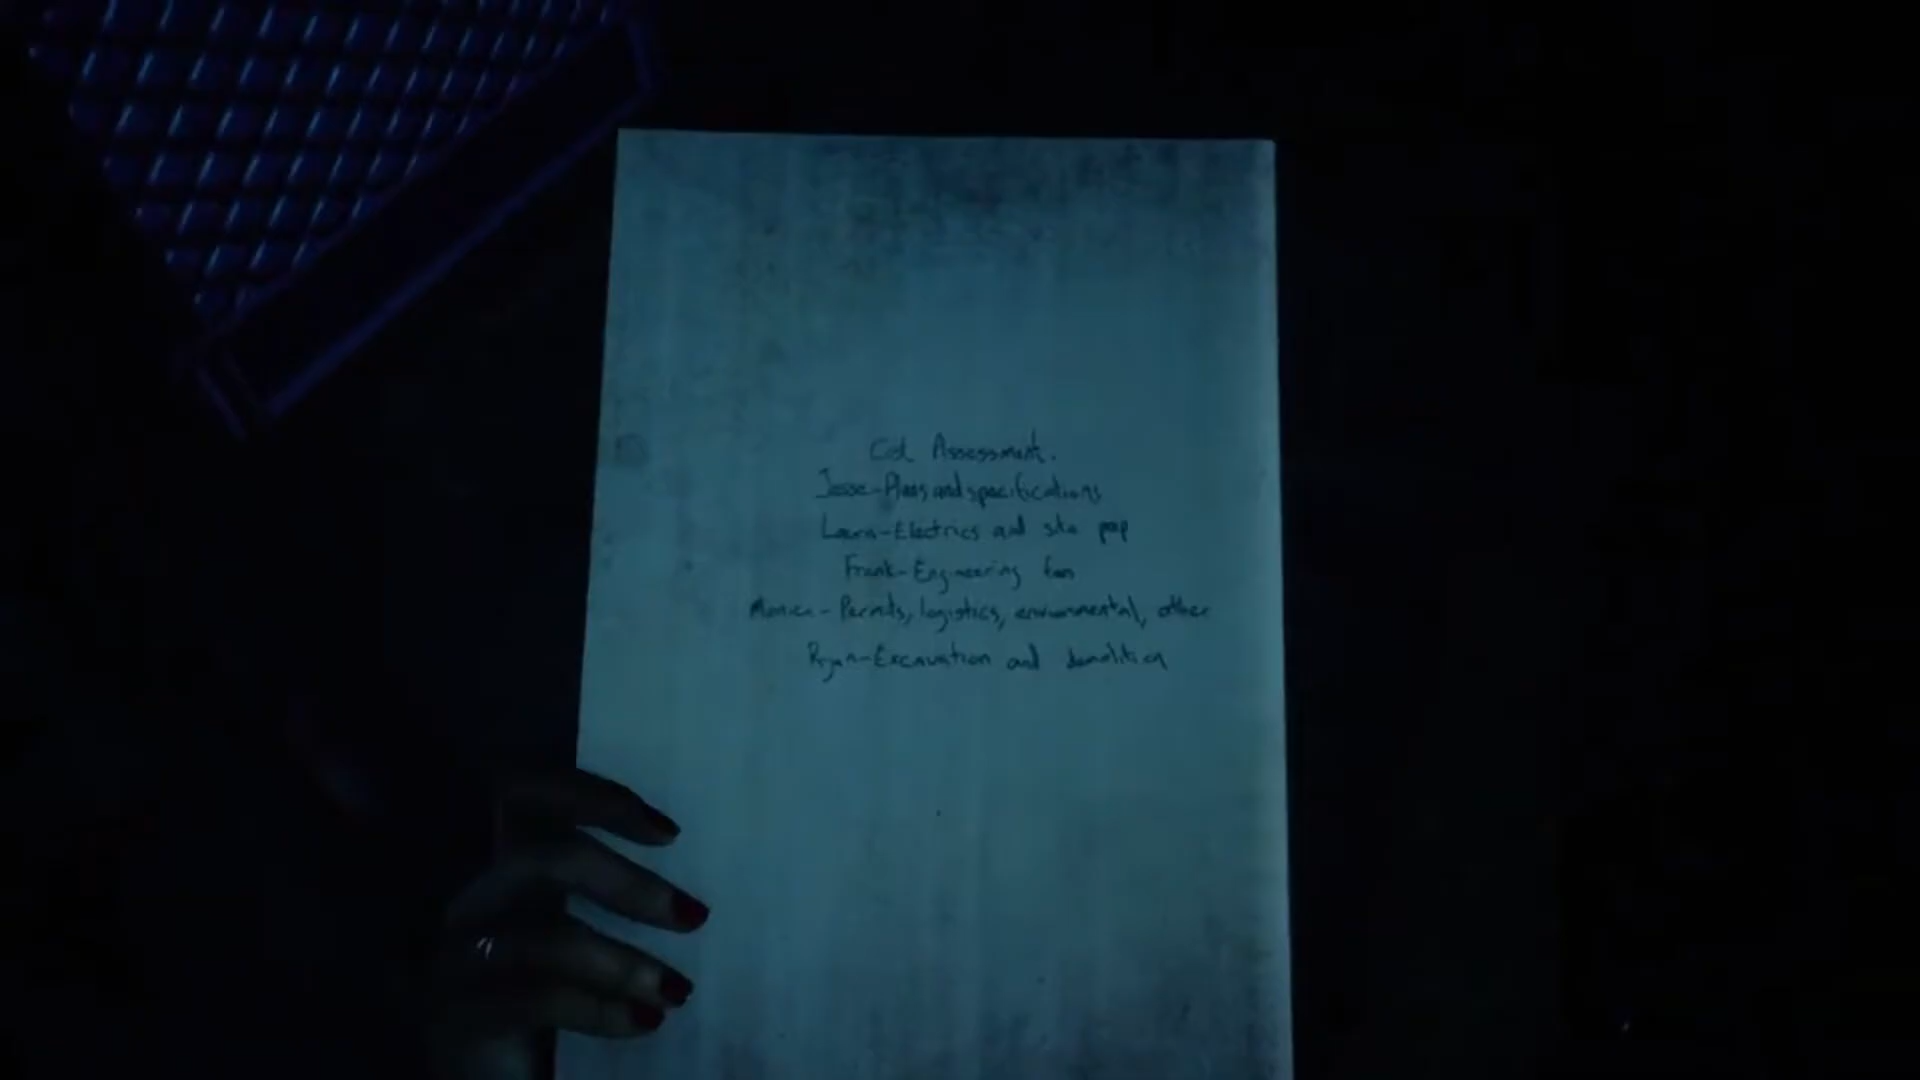 Cost Assessment.
Jesse-Plans and specifications
Laura-Electrics and site prep
Frank-Engineering
Monica - Permits, logistics, environmental, other
Ryan-Excavation and demolition